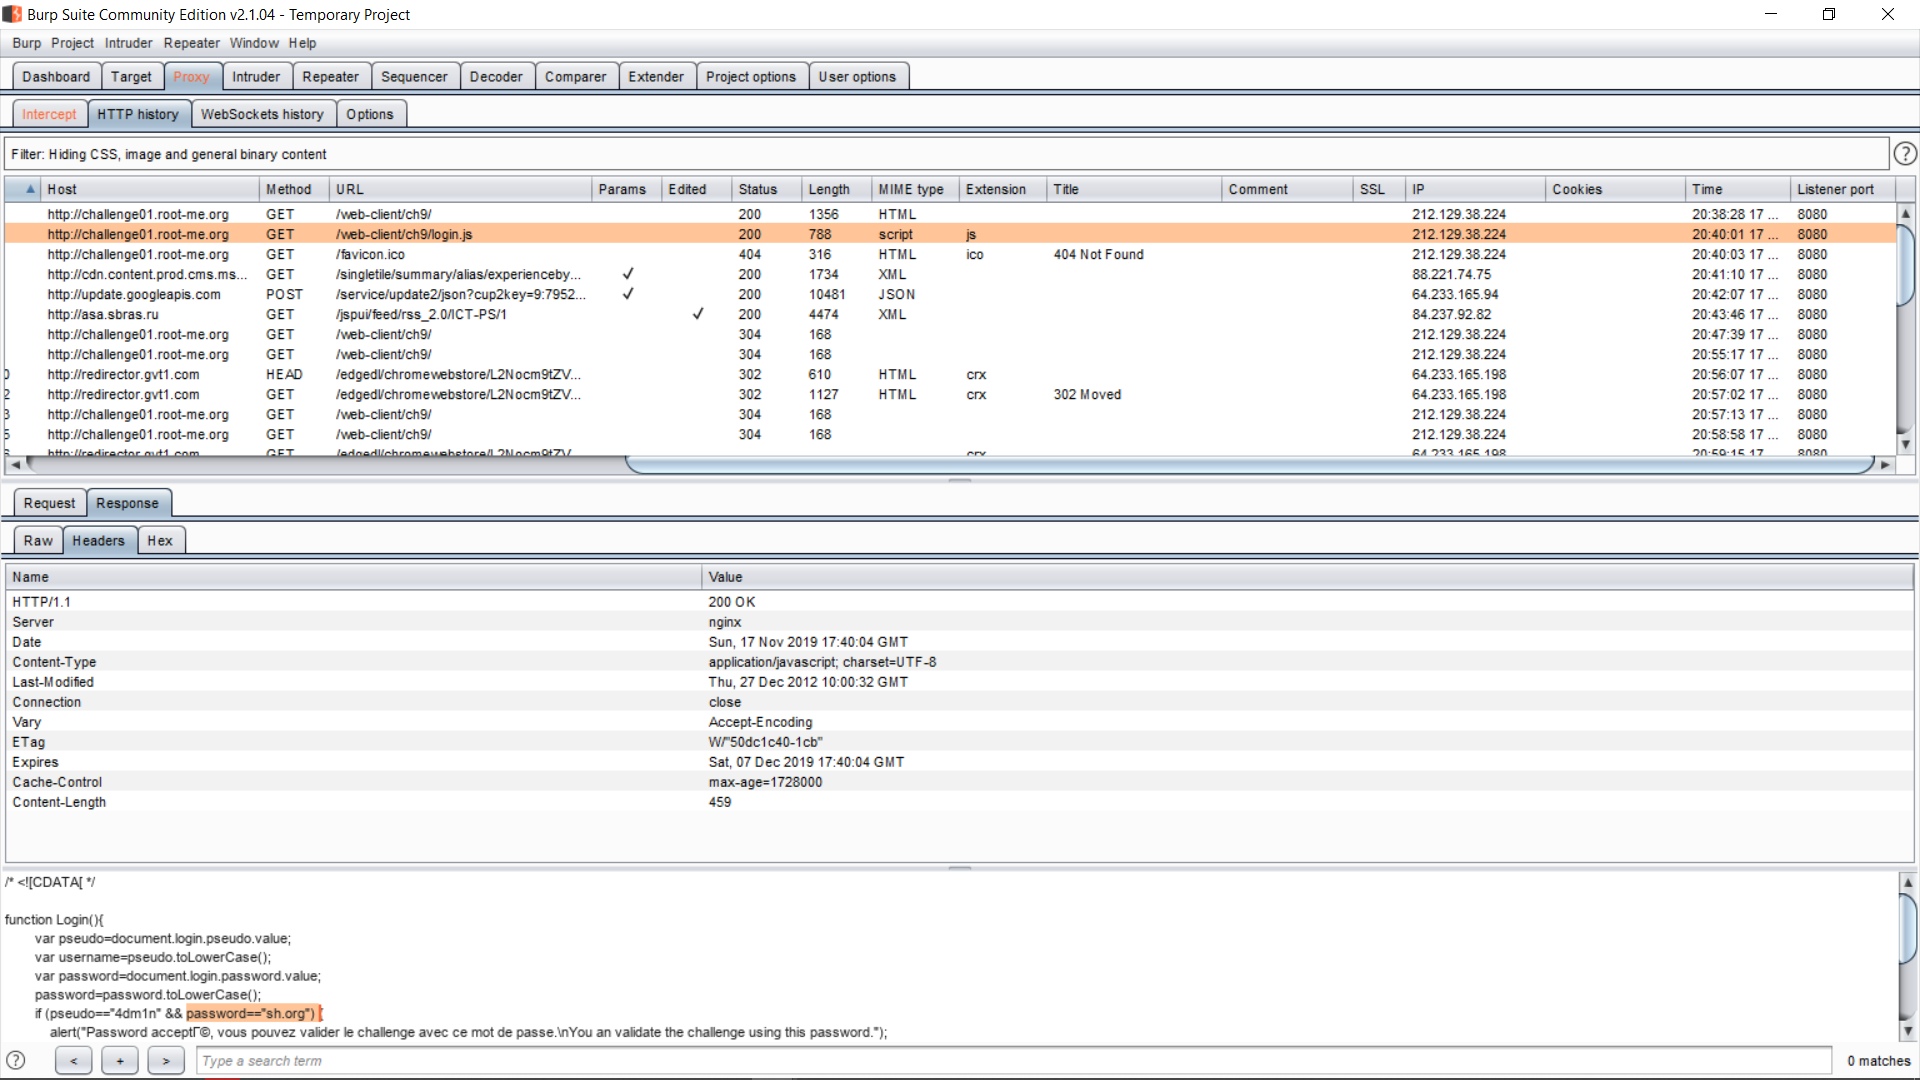 Burp Suite Community Edition v2.1.04 - Temporary Project
Burp Project Intruder Repeater Window Help
Dashboard Target Proxy Intruder Repeater Sequencer Decoder Comparer Extender Project options User options
Intercept HTTP history WebSockets history Options
Filter: Hiding CSS, image and general binary content ?
Host Method URL Params Edited Status Length MIME type Extension Title Comment SSL IP Cookies Time Listener port
http://challenge01.root-me.org GET /web-client/ch9/ 200 1356 HTML 212.129.38.224 20:38:28 17 ... 8080
http://challenge01.root-me.org GET /web-client/ch9/login.js 200 788 script js 212.129.38.224 20:40:01 17 ... 8080
http://challenge01.root-me.org GET /favicon.ico 404 316 HTML ico 404 Not Found 212.129.38.224 20:40:03 17 ... 8080
http://cdn.content.prod.cms.ms... GET /singletile/summary/alias/experienceby... ✓ 200 1734 XML 88.221.74.75 20:41:10 17 ... 8080
http://update.googleapis.com POST /service/update2/json?cup2key=9:7952... ✓ 200 10481 JSON 64.233.165.94 20:42:07 17 ... 8080
http://asa.sbras.ru GET /jspui/feed/rss_2.0/ICT-PS/1 ✓ 200 4474 XML 84.237.92.82 20:43:46 17 ... 8080
http://challenge01.root-me.org GET /web-client/ch9/ 304 168 212.129.38.224 20:47:39 17 ... 8080
http://challenge01.root-me.org GET /web-client/ch9/ 304 168 212.129.38.224 20:55:17 17 ... 8080
0 http://redirector.gvt1.com HEAD /edgedl/chromewebstore/L2Nocm9tZV... 302 610 HTML crx 64.233.165.198 20:56:07 17 ... 8080
2 http://redirector.gvt1.com GET /edgedl/chromewebstore/L2Nocm9tZV... 302 1127 HTML crx 302 Moved 64.233.165.198 20:57:02 17 ... 8080
3 http://challenge01.root-me.org GET /web-client/ch9/ 304 168 212.129.38.224 20:57:13 17 ... 8080
5 http://challenge01.root-me.org GET /web-client/ch9/ 304 168 212.129.38.224 20:58:58 17 ... 8080
http://redirector.gvt1.com GET /edgedl/chromewebstore/L2Nocm9tZV... crx 64.233.165.198 20:59:15 17 ... 8080
Request Response
Raw Headers Hex
Name Value
HTTP/1.1 200 OK
Server nginx
Date Sun, 17 Nov 2019 17:40:04 GMT
Content-Type application/javascript; charset=UTF-8
Last-Modified Thu, 27 Dec 2012 10:00:32 GMT
Connection close
Vary Accept-Encoding
ETag W/"50dc1c40-1cb"
Expires Sat, 07 Dec 2019 17:40:04 GMT
Cache-Control max-age=1728000
Content-Length 459
/* <![CDATA[ */
function Login(){
var pseudo=document.login.pseudo.value;
var username=pseudo.toLowerCase();
var password=document.login.password.value;
password=password.toLowerCase();
if (pseudo=="4dm1n" && password=="sh.org") {
alert("Password acceptГ©, vous pouvez valider le challenge avec ce mot de passe.\nYou an validate the challenge using this password.");
? < + > Type a search term 0 matches